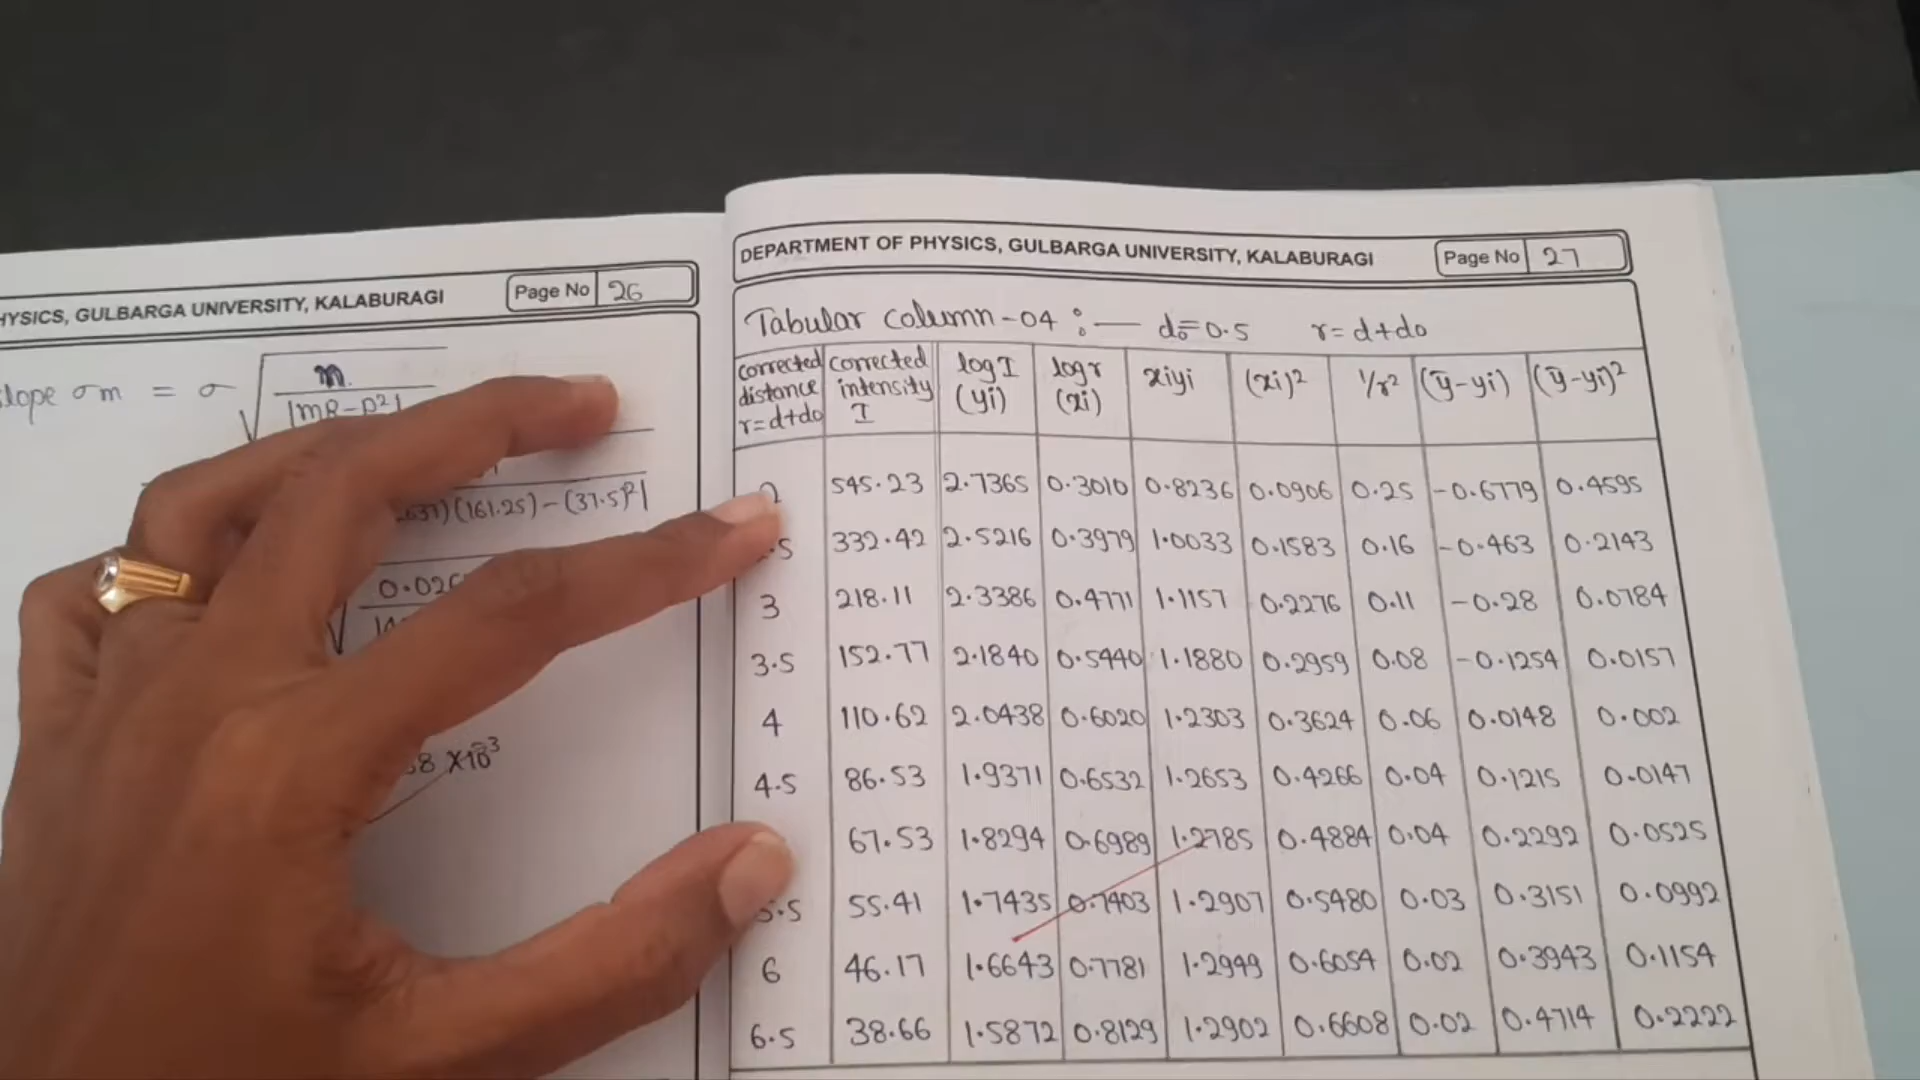 HYSICS, GULBARGA UNIVERSITY, KALABURAGI Page No 26
slope σm = σ √ m
|mR-P²|
637)(161.25)-(37.5)²|
8 ×10⁻³
DEPARTMENT OF PHYSICS, GULBARGA UNIVERSITY, KALABURAGI Page No 27
Tabular column-04 :— d₀=0.5 r=d+do
corrected distance r=d+do corrected intensity I log I (yi) log r (xi) xiyi (xi)² 1/r² (ȳ-yi) (ȳ-yi)²
2 545.23 2.7365 0.3010 0.8236 0.0906 0.25 -0.6779 0.4595
.5 332.42 2.5216 0.3979 1.0033 0.1583 0.16 -0.463 0.2143
3 218.11 2.3386 0.4771 1.1157 0.2276 0.11 -0.28 0.0784
3.5 152.77 2.1840 0.5440 1.1880 0.2959 0.08 -0.1254 0.0157
4 110.62 2.0438 0.6020 1.2303 0.3624 0.06 0.0148 0.002
4.5 86.53 1.9371 0.6532 1.2653 0.4266 0.04 0.1215 0.0147
67.53 1.8294 0.6989 1.2785 0.4884 0.04 0.2292 0.0525
5.5 55.41 1.7435 0.7403 1.2907 0.5480 0.03 0.3151 0.0992
6 46.17 1.6643 0.7781 1.2949 0.6054 0.02 0.3943 0.1154
6.5 38.66 1.5872 0.8129 1.2902 0.6608 0.02 0.4714 0.2222